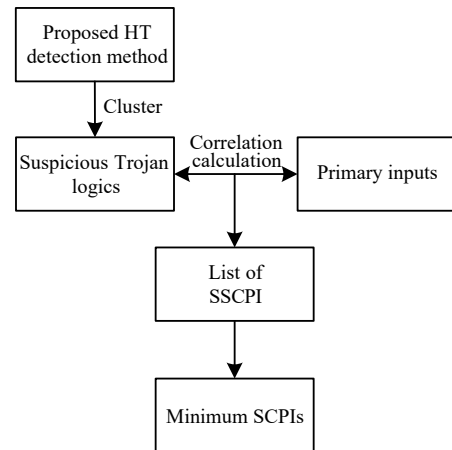 Proposed HT
detection method
Cluster
Suspicious Trojan
logics
Correlation
calculation
Primary inputs
List of
SSCPI
Minimum SCPIs